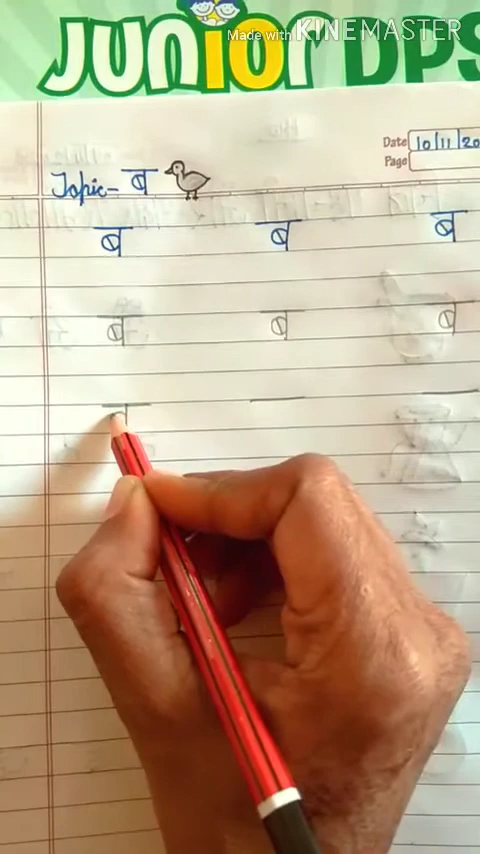 Made with KINEMASTER
JUNIOR DPS
Date 10/11/20
Page
Topic - ब
ब ब ब
ब ब ब